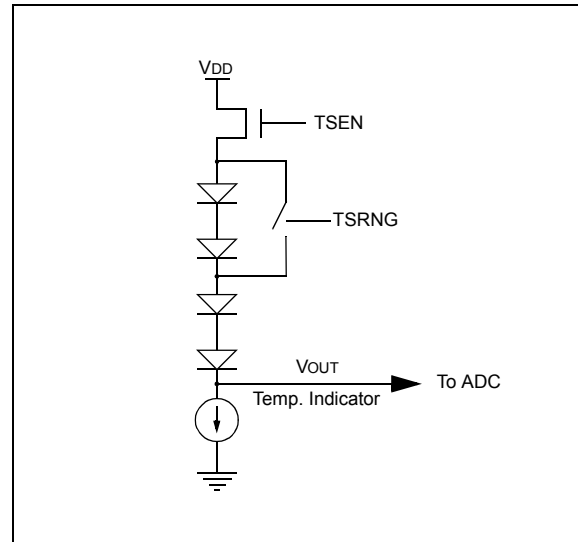 VDD
TSEN
TSRNG
VOUT
To ADC
Temp. Indicator